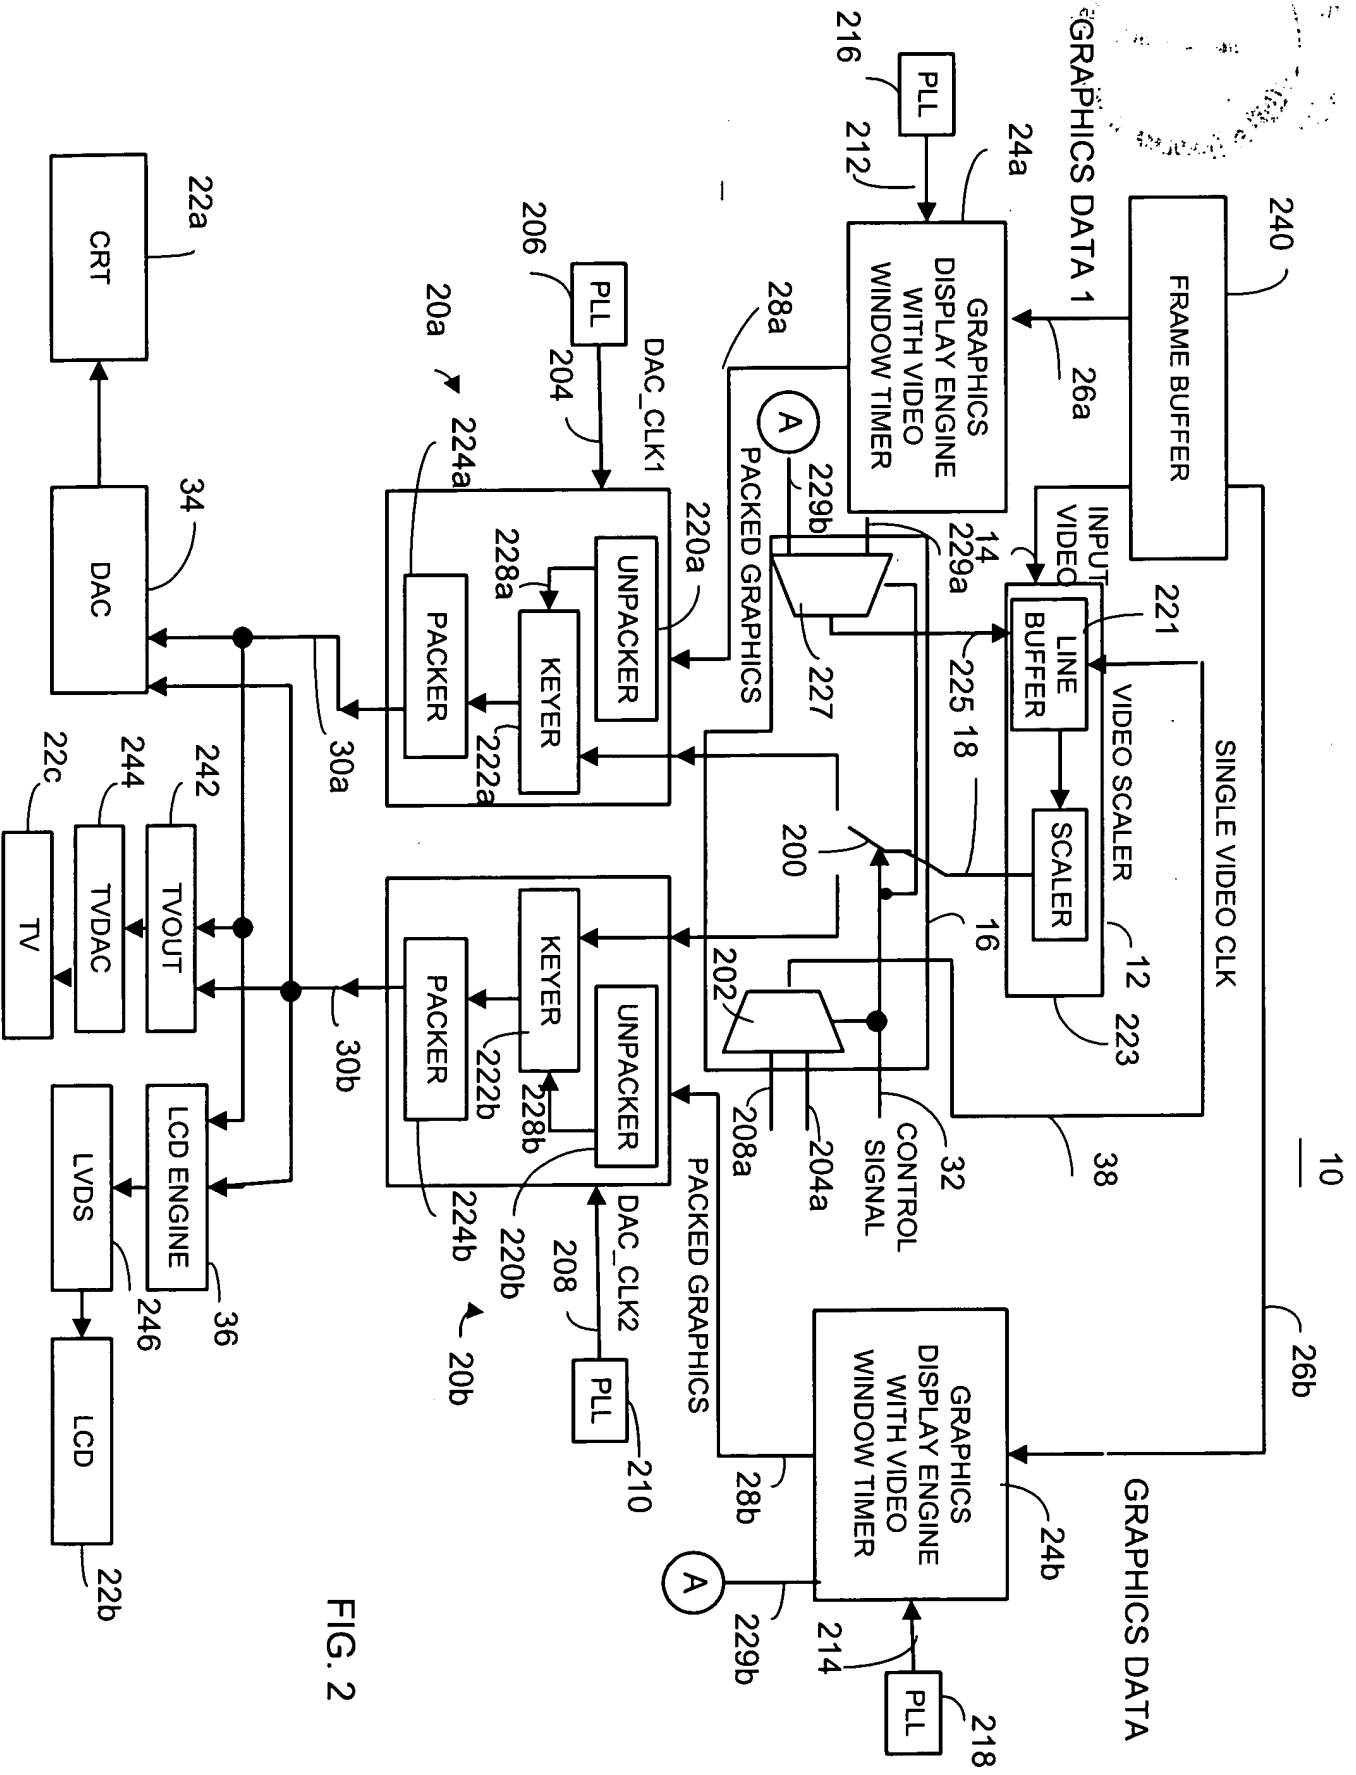 10
240
FRAME BUFFER
26a
26b
GRAPHICS DATA 1
GRAPHICS DATA
SINGLE VIDEO CLK
216
PLL
212
24a
GRAPHICS
DISPLAY ENGINE
WITH VIDEO
WINDOW TIMER
INPUT
VIDEO
14
221
LINE
BUFFER
VIDEO SCALER
SCALER
12
223
38
24b
GRAPHICS
DISPLAY ENGINE
WITH VIDEO
WINDOW TIMER
214
PLL
218
28a
A
229b
229a
227
225
18
200
16
202
208a
204a
32
CONTROL
SIGNAL
28b
A
229b
PACKED GRAPHICS
PACKED GRAPHICS
206
PLL
204
DAC_CLK1
20a
220a
UNPACKER
228a
KEYER
222a
224a
PACKER
UNPACKER
220b
KEYER
222b
228b
PACKER
224b
DAC_CLK2
208
PLL
210
20b
30a
30b
22a
CRT
34
DAC
242
TVOUT
244
TVDAC
22c
TV
LCD ENGINE
36
LVDS
246
LCD
22b
FIG. 2